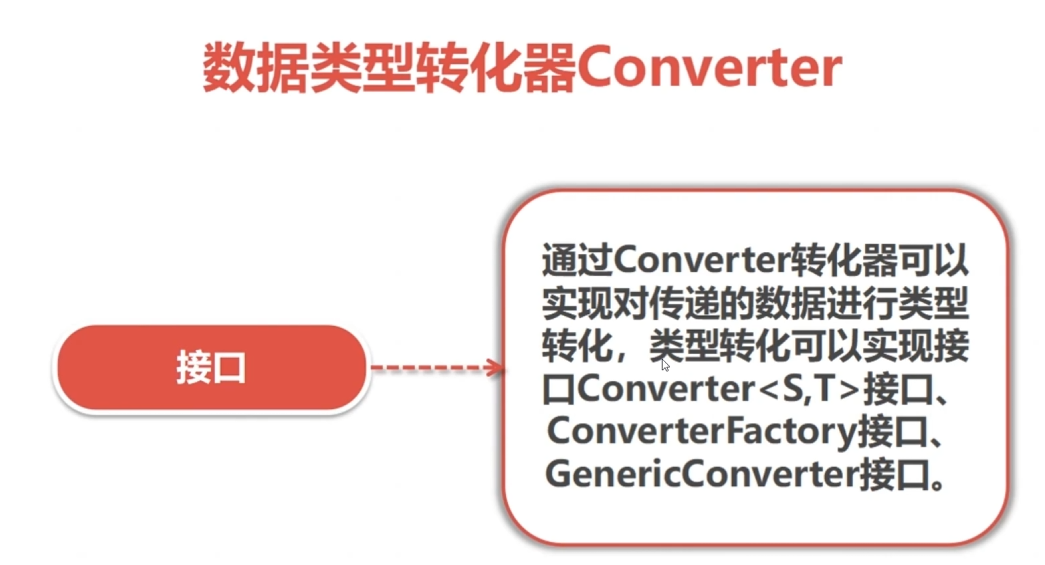 数据类型转化器Converter
接口
通过Converter转化器可以
实现对传递的数据进行类型
转化，类型转化可以实现接
口Converter<S,T>接口、
ConverterFactory接口、
GenericConverter接口。